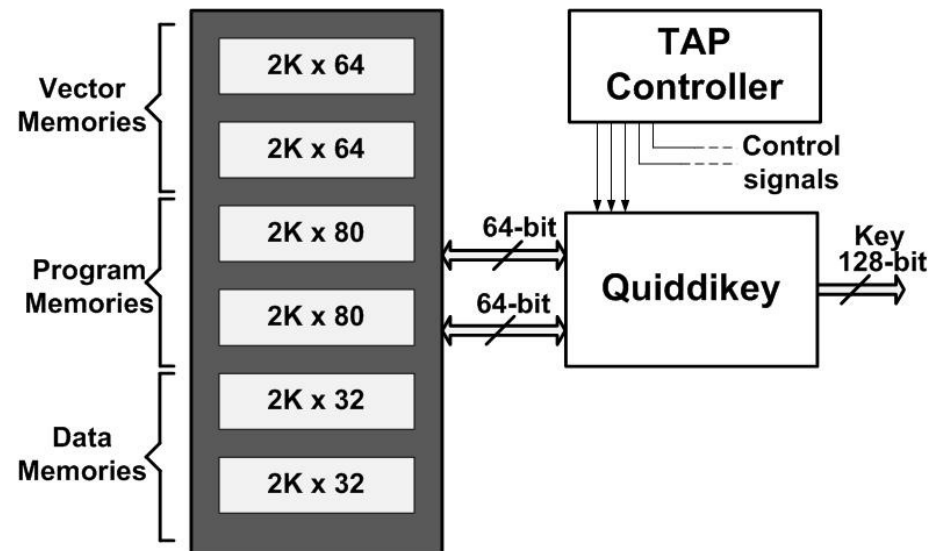 Vector
Memories
2K x 64
2K x 64
Program
Memories
2K x 80
2K x 80
Data
Memories
2K x 32
2K x 32
TAP
Controller
Control
signals
64-bit
64-bit
Quiddikey
Key
128-bit